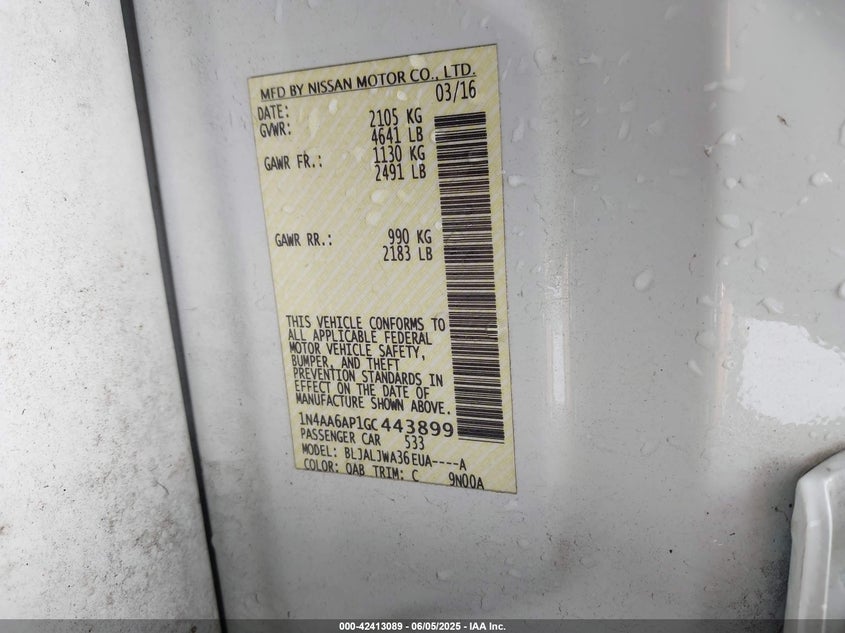 MFD BY NISSAN MOTOR CO., LTD.
DATE: 03/16
GVWR: 2105 KG
4641 LB
GAWR FR.: 1130 KG
2491 LB
GAWR RR.: 990 KG
2183 LB
THIS VEHICLE CONFORMS TO
ALL APPLICABLE FEDERAL
MOTOR VEHICLE SAFETY,
BUMPER, AND THEFT
PREVENTION STANDARDS IN
EFFECT ON THE DATE OF
MANUFACTURE SHOWN ABOVE.
1N4AA6AP1GC443899
PASSENGER CAR 533
MODEL: BLJALJWA36EUA----A
COLOR: QAB TRIM: C 9N00A
000-42413089 - 06/05/2025 - IAA Inc.